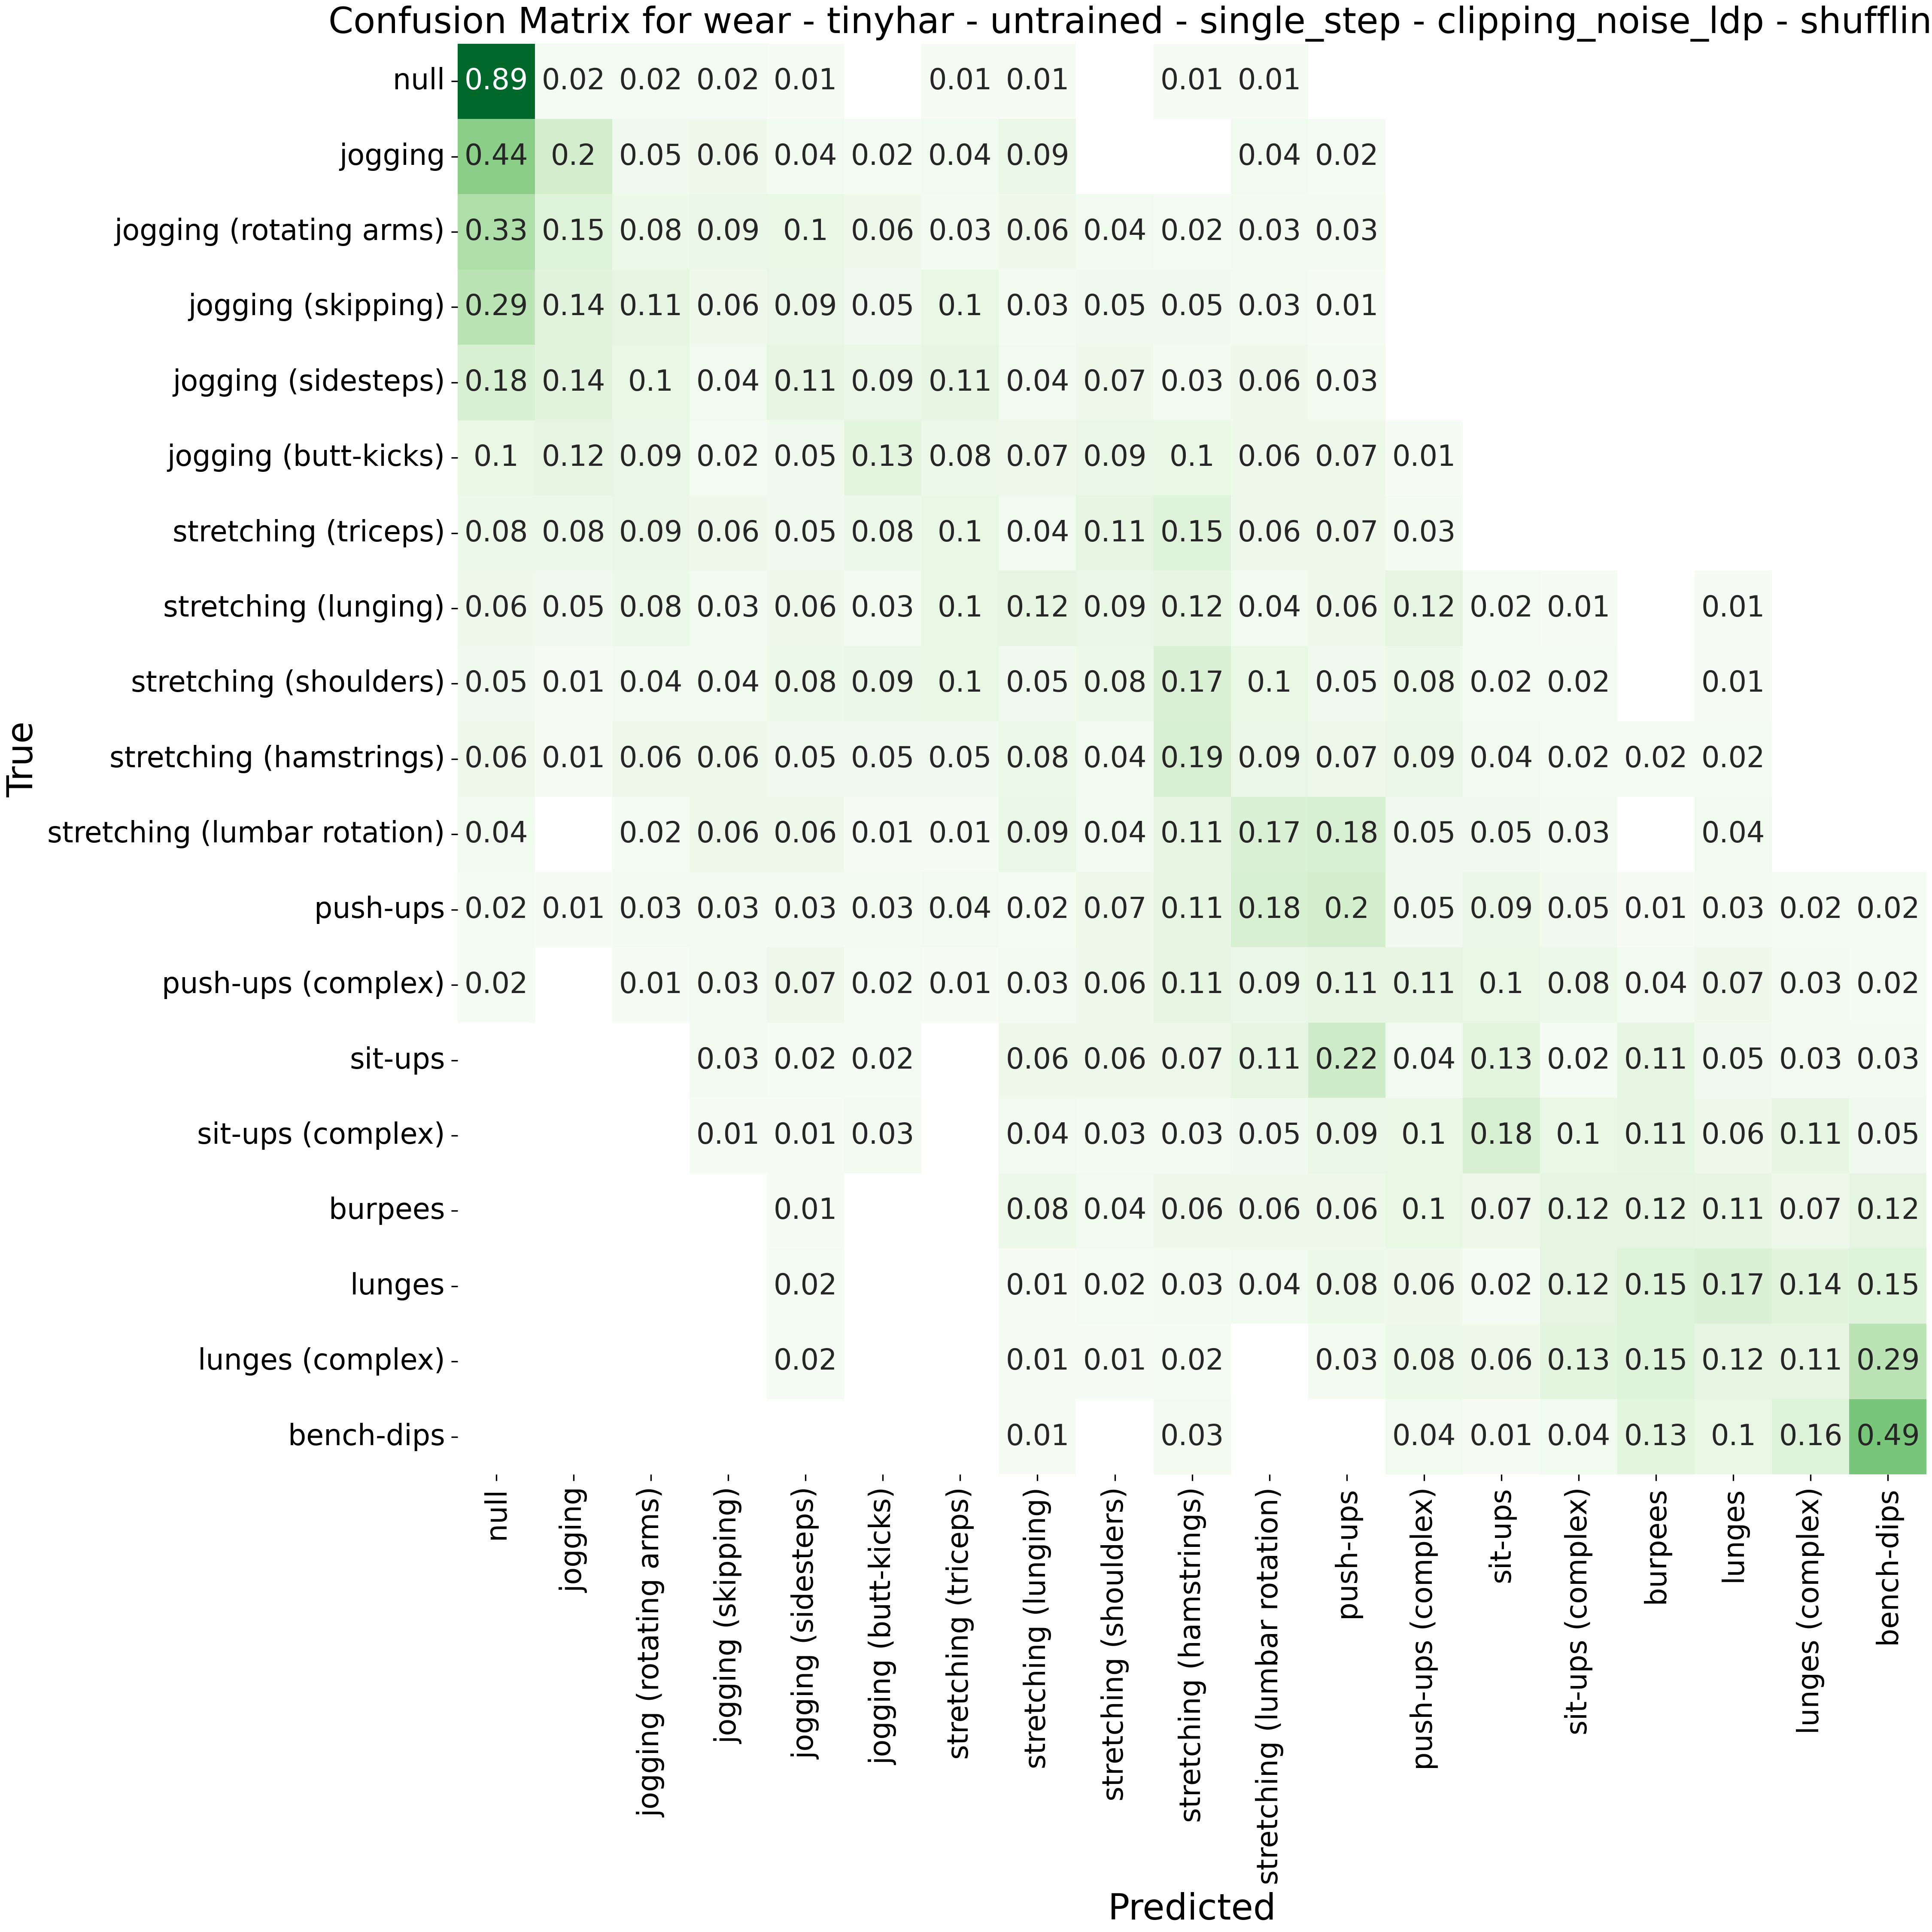 Confusion Matrix for wear - tinyhar - untrained - single_step - clipping_noise_ldp - shufflin
null 0.89 0.02 0.02 0.02 0.01 0.01 0.01 0.01 0.01
jogging 0.44 0.2 0.05 0.06 0.04 0.02 0.04 0.09 0.04 0.02
jogging (rotating arms) 0.33 0.15 0.08 0.09 0.1 0.06 0.03 0.06 0.04 0.02 0.03 0.03
jogging (skipping) 0.29 0.14 0.11 0.06 0.09 0.05 0.1 0.03 0.05 0.05 0.03 0.01
jogging (sidesteps) 0.18 0.14 0.1 0.04 0.11 0.09 0.11 0.04 0.07 0.03 0.06 0.03
jogging (butt-kicks) 0.1 0.12 0.09 0.02 0.05 0.13 0.08 0.07 0.09 0.1 0.06 0.07 0.01
stretching (triceps) 0.08 0.08 0.09 0.06 0.05 0.08 0.1 0.04 0.11 0.15 0.06 0.07 0.03
stretching (lunging) 0.06 0.05 0.08 0.03 0.06 0.03 0.1 0.12 0.09 0.12 0.04 0.06 0.12 0.02 0.01 0.01
stretching (shoulders) 0.05 0.01 0.04 0.04 0.08 0.09 0.1 0.05 0.08 0.17 0.1 0.05 0.08 0.02 0.02 0.01
stretching (hamstrings) 0.06 0.01 0.06 0.06 0.05 0.05 0.05 0.08 0.04 0.19 0.09 0.07 0.09 0.04 0.02 0.02 0.02
stretching (lumbar rotation) 0.04 0.02 0.06 0.06 0.01 0.01 0.09 0.04 0.11 0.17 0.18 0.05 0.05 0.03 0.04
push-ups 0.02 0.01 0.03 0.03 0.03 0.03 0.04 0.02 0.07 0.11 0.18 0.2 0.05 0.09 0.05 0.01 0.03 0.02 0.02
push-ups (complex) 0.02 0.01 0.03 0.07 0.02 0.01 0.03 0.06 0.11 0.09 0.11 0.11 0.1 0.08 0.04 0.07 0.03 0.02
sit-ups 0.03 0.02 0.02 0.06 0.06 0.07 0.11 0.22 0.04 0.13 0.02 0.11 0.05 0.03 0.03
sit-ups (complex) 0.01 0.01 0.03 0.04 0.03 0.03 0.05 0.09 0.1 0.18 0.1 0.11 0.06 0.11 0.05
burpees 0.01 0.08 0.04 0.06 0.06 0.06 0.1 0.07 0.12 0.12 0.11 0.07 0.12
lunges 0.02 0.01 0.02 0.03 0.04 0.08 0.06 0.02 0.12 0.15 0.17 0.14 0.15
lunges (complex) 0.02 0.01 0.01 0.02 0.03 0.08 0.06 0.13 0.15 0.12 0.11 0.29
bench-dips 0.01 0.03 0.04 0.01 0.04 0.13 0.1 0.16 0.49
True
null
jogging
jogging (rotating arms)
jogging (skipping)
jogging (sidesteps)
jogging (butt-kicks)
stretching (triceps)
stretching (lunging)
stretching (shoulders)
stretching (hamstrings)
stretching (lumbar rotation)
push-ups
push-ups (complex)
sit-ups
sit-ups (complex)
burpees
lunges
lunges (complex)
bench-dips
Predicted